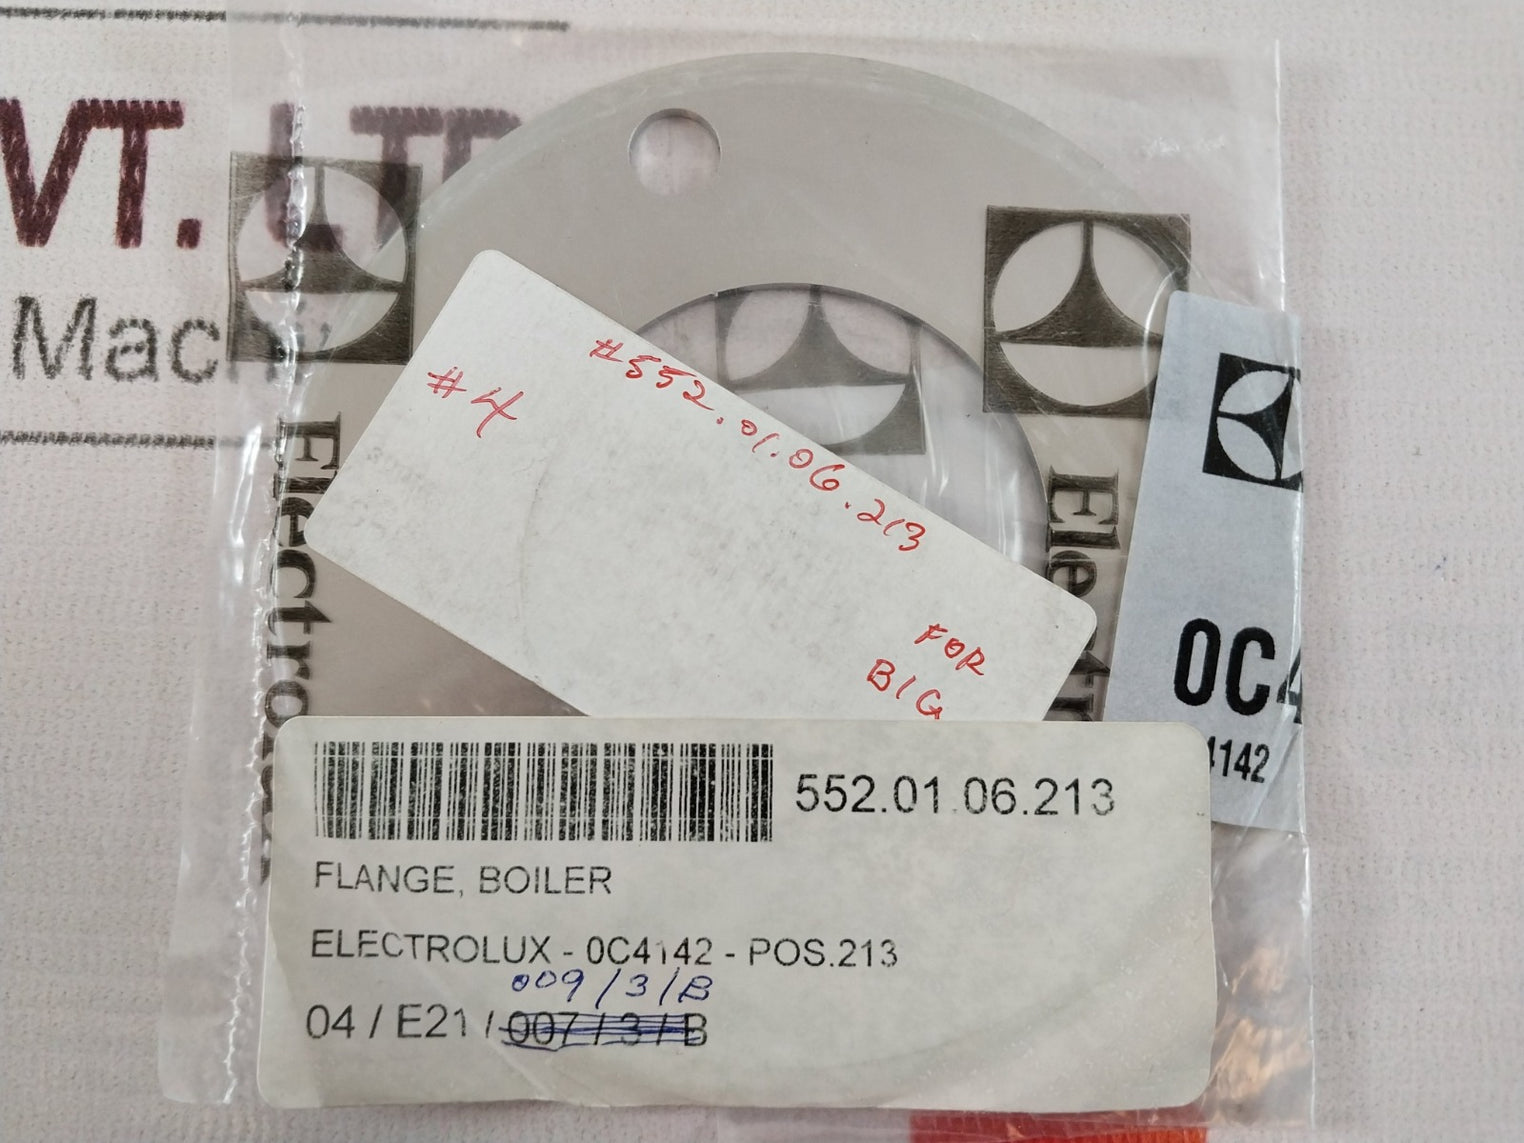 VT. LTD
Mach
Electrolux
Elect
#4
#552.01.06.213
FOR
BIG
0C4
4142
552.01.06.213
FLANGE, BOILER
ELECTROLUX - 0C4142 - POS.213
009/3/B
04 / E21 / 007 / 3 / B